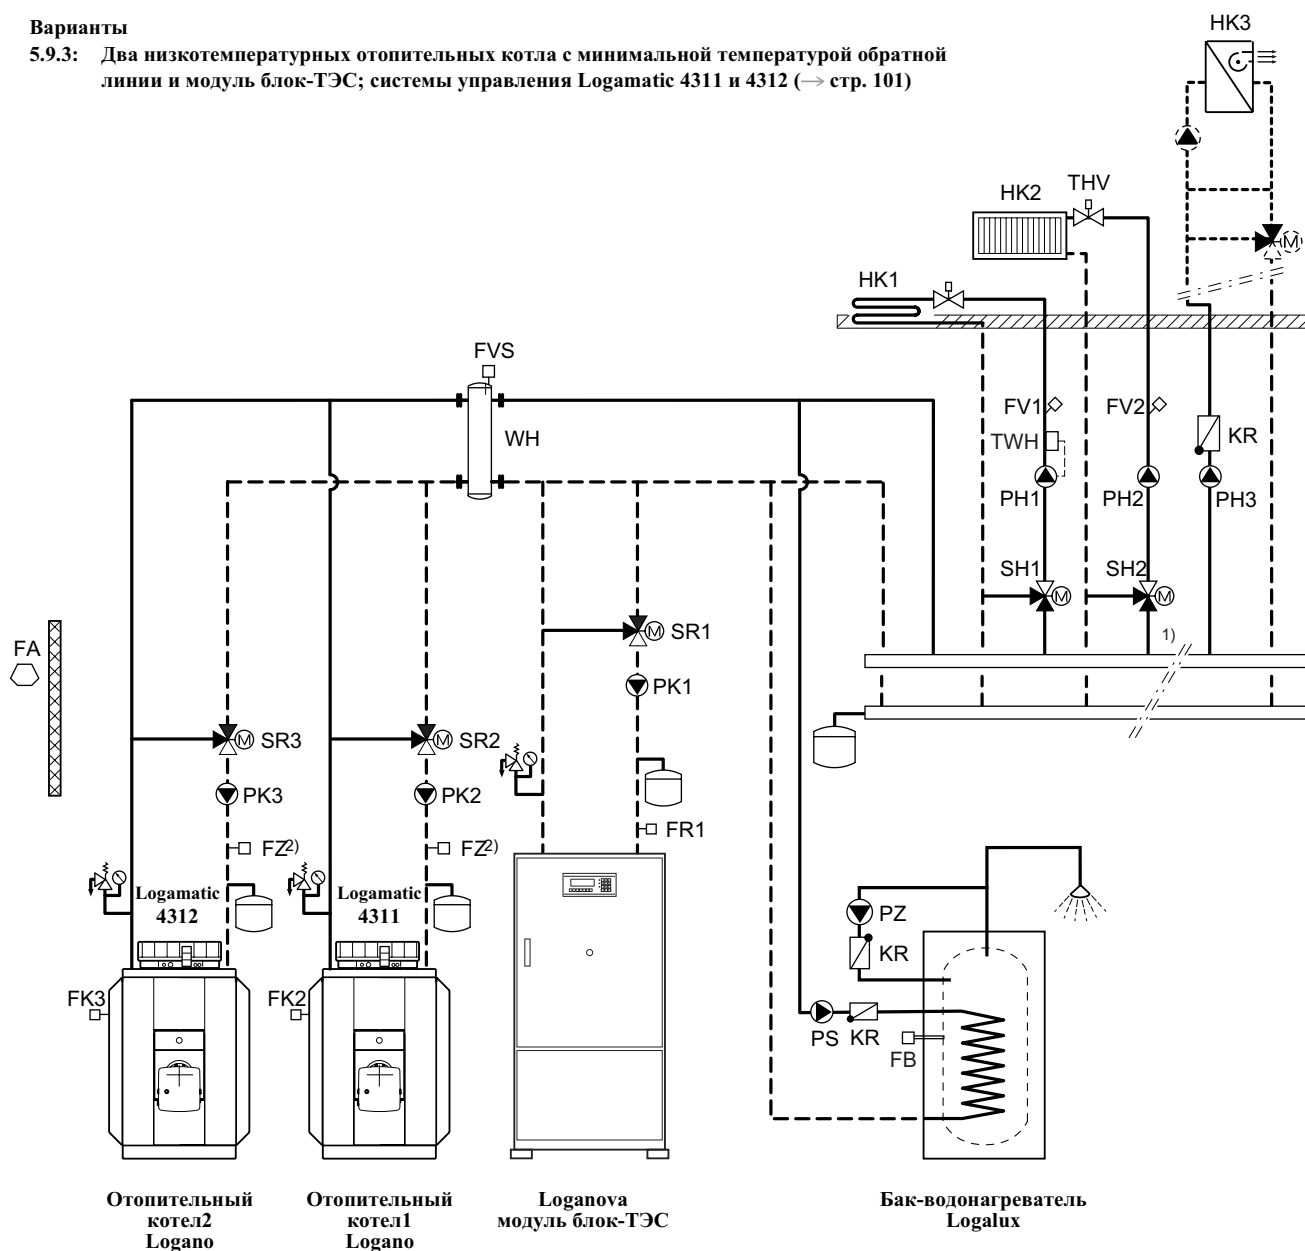 Варианты
5.9.3: Два низкотемпературных отопительных котла с минимальной температурой обратной
линии и модуль блок-ТЭС; системы управления Logamatic 4311 и 4312 (→ стр. 101)
HK3
HK2
THV
M
HK1
FVS
WH
FV1
FV2
KR
TWH
PH1
PH2
PH3
SH1
M
SH2
M
1)
FA
M SR1
PK1
M SR3
M SR2
PK3
PK2
FR1
FZ2)
FZ2)
Logamatic
4312
Logamatic
4311
PZ
KR
FK3
FK2
PS
KR
FB
Отопительный
котел2
Logano
Отопительный
котел1
Logano
Loganova
модуль блок-ТЭС
Бак-водонагреватель
Logalux